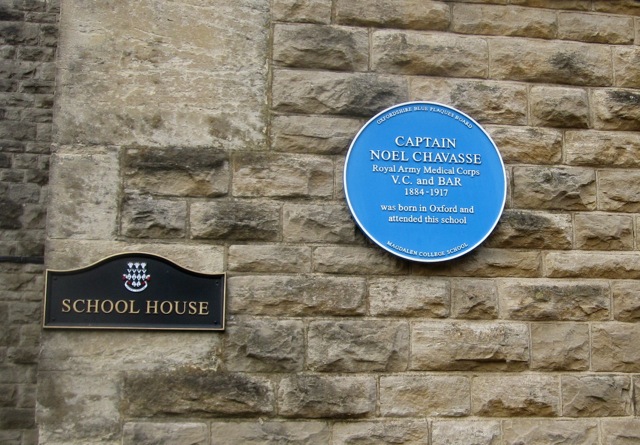 OXFORDSHIRE BLUE PLAQUES BOARD
CAPTAIN
NOEL CHAVASSE
Royal Army Medical Corps
V.C. and BAR
1884-1917
was born in Oxford and
attended this school
MAGDALEN COLLEGE SCHOOL
SCHOOL HOUSE